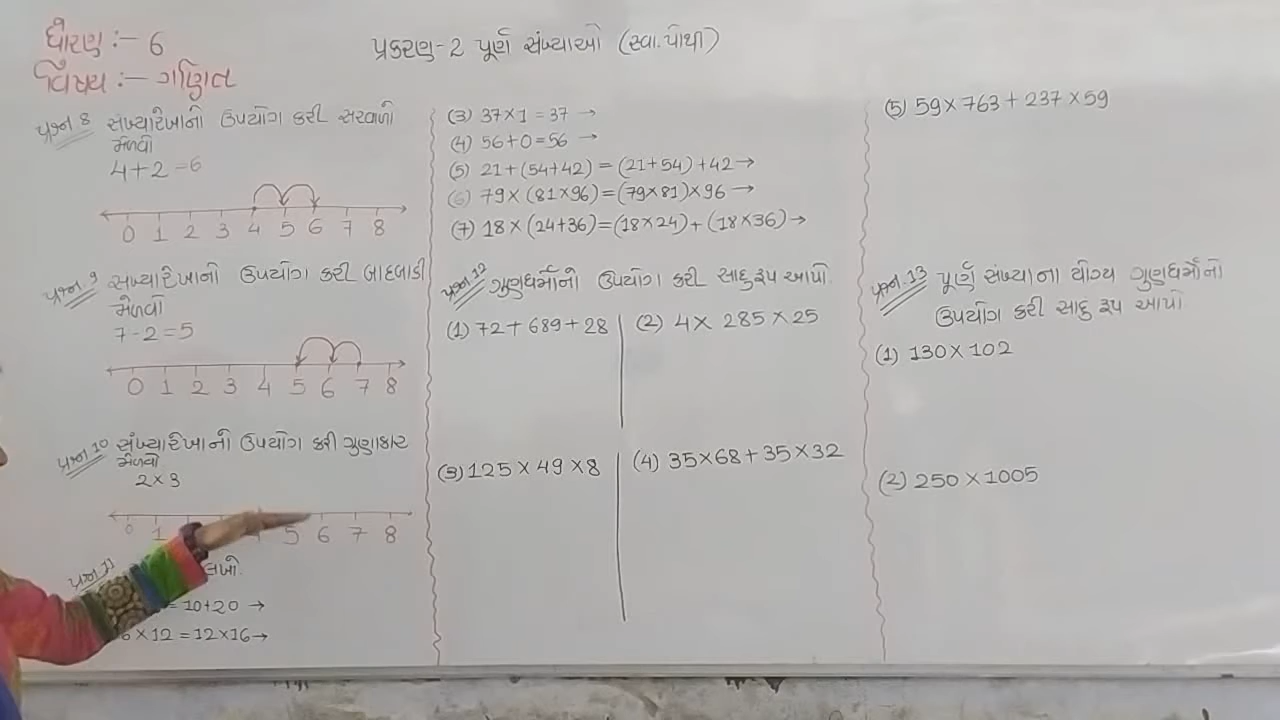 ધોરણ :- 6
વિષય :- ગણિત
પ્રકરણ-2 પૂર્ણ સંખ્યાઓ (સ્વા.પોથી)
પ્રશ્ન 8 સંખ્યારેખાનો ઉપયોગ કરી સરવાળો
મેળવો
4+2=6
0 1 2 3 4 5 6 7 8
પ્રશ્ન.9 સંખ્યારેખાનો ઉપયોગ કરી બાદબાકી
મેળવો
7-2=5
0 1 2 3 4 5 6 7 8
પ્રશ્ન 10 સંખ્યારેખાનો ઉપયોગ કરી ગુણાકાર
મેળવો
2×3
0 1 5 6 7 8
પ્રશ્ન 11 લખો.
=10+20 →
×12=12×16→
(3) 37×1=37 →
(4) 56+0=56 →
(5) 21+(54+42)=(21+54)+42→
(6) 79×(81×96)=(79×81)×96 →
(7) 18×(24+36)=(18×24)+(18×36)→
પ્રશ્ન.12 ગુણધર્મોનો ઉપયોગ કરી સાદુ રૂપ આપો.
(1) 72+689+28 (2) 4× 285×25
(3) 125×49×8 (4) 35×68+35×32
(5) 59×763+237×59
પ્રશ્ન.13 પૂર્ણ સંખ્યાના યોગ્ય ગુણધર્મોનો
ઉપયોગ કરી સાદુ રૂપ આપો
(1) 130×102
(2) 250×1005